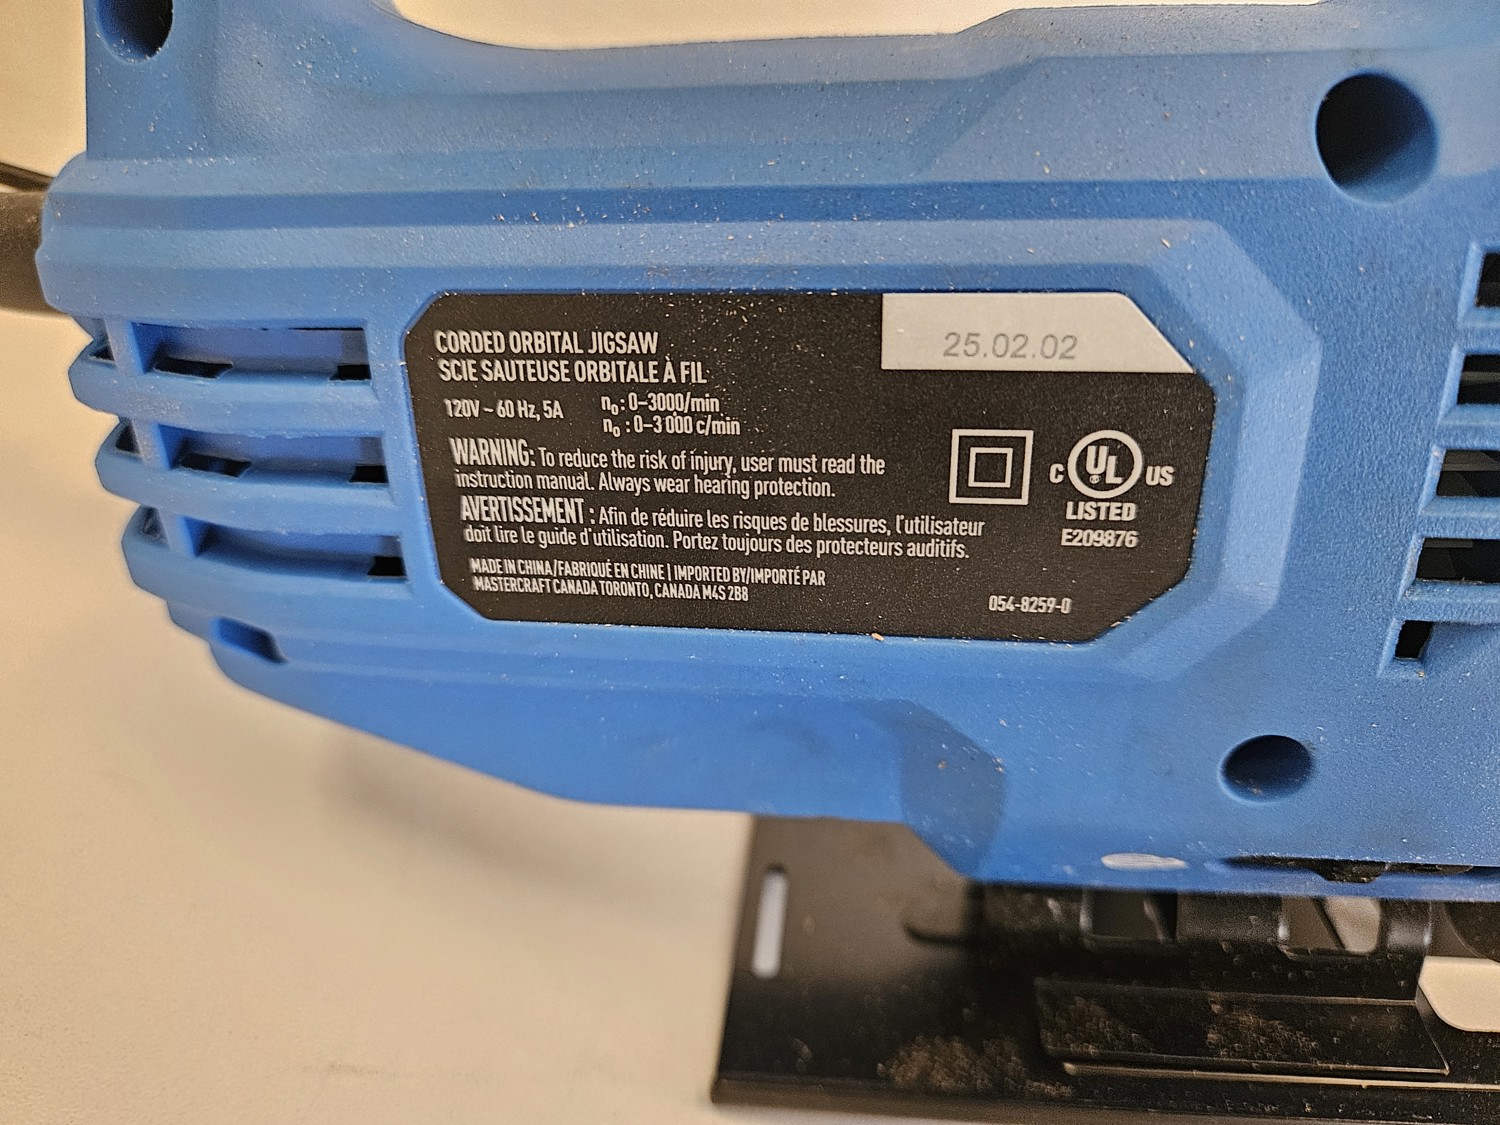 CORDED ORBITAL JIGSAW
SCIE SAUTEUSE ORBITALE À FIL
25.02.02
120V ~ 60 Hz, 5A
n₀ : 0-3000/min
n₀ : 0-3 000 c/min
WARNING: To reduce the risk of injury, user must read the
instruction manual. Always wear hearing protection.
AVERTISSEMENT : Afin de réduire les risques de blessures, l'utilisateur
doit lire le guide d'utilisation. Portez toujours des protecteurs auditifs.
MADE IN CHINA/FABRIQUÉ EN CHINE | IMPORTED BY/IMPORTÉ PAR
MASTERCRAFT CANADA TORONTO, CANADA M4S 2B8
C UL US
LISTED
E209876
054-8259-0